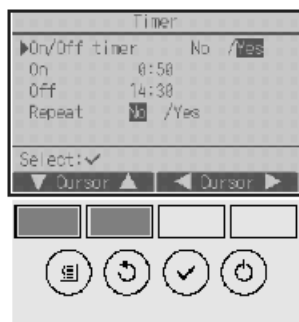 Timer
▶On/Off timer No /Yes
On 0:50
Off 14:30
Repeat No /Yes
Select:✓
▼ Cursor ▲ ◀ Cursor ▶